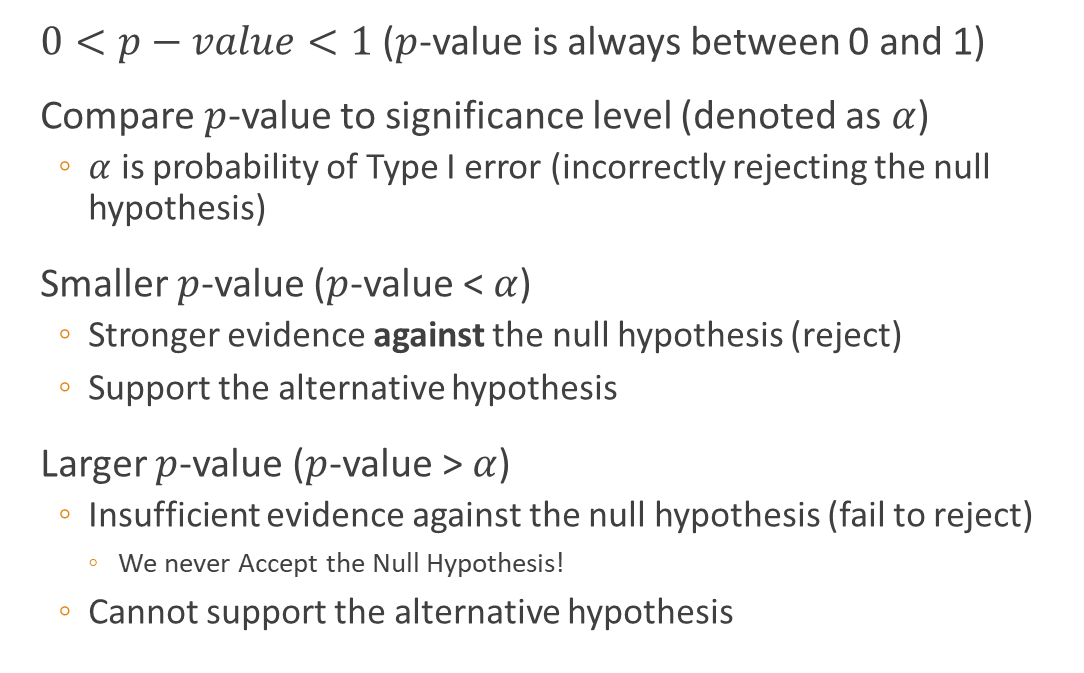 0 < p − value < 1 (p-value is always between 0 and 1)
Compare p-value to significance level (denoted as α)
◦ α is probability of Type I error (incorrectly rejecting the null
hypothesis)
Smaller p-value (p-value < α)
◦ Stronger evidence against the null hypothesis (reject)
◦ Support the alternative hypothesis
Larger p-value (p-value > α)
◦ Insufficient evidence against the null hypothesis (fail to reject)
◦ We never Accept the Null Hypothesis!
◦ Cannot support the alternative hypothesis